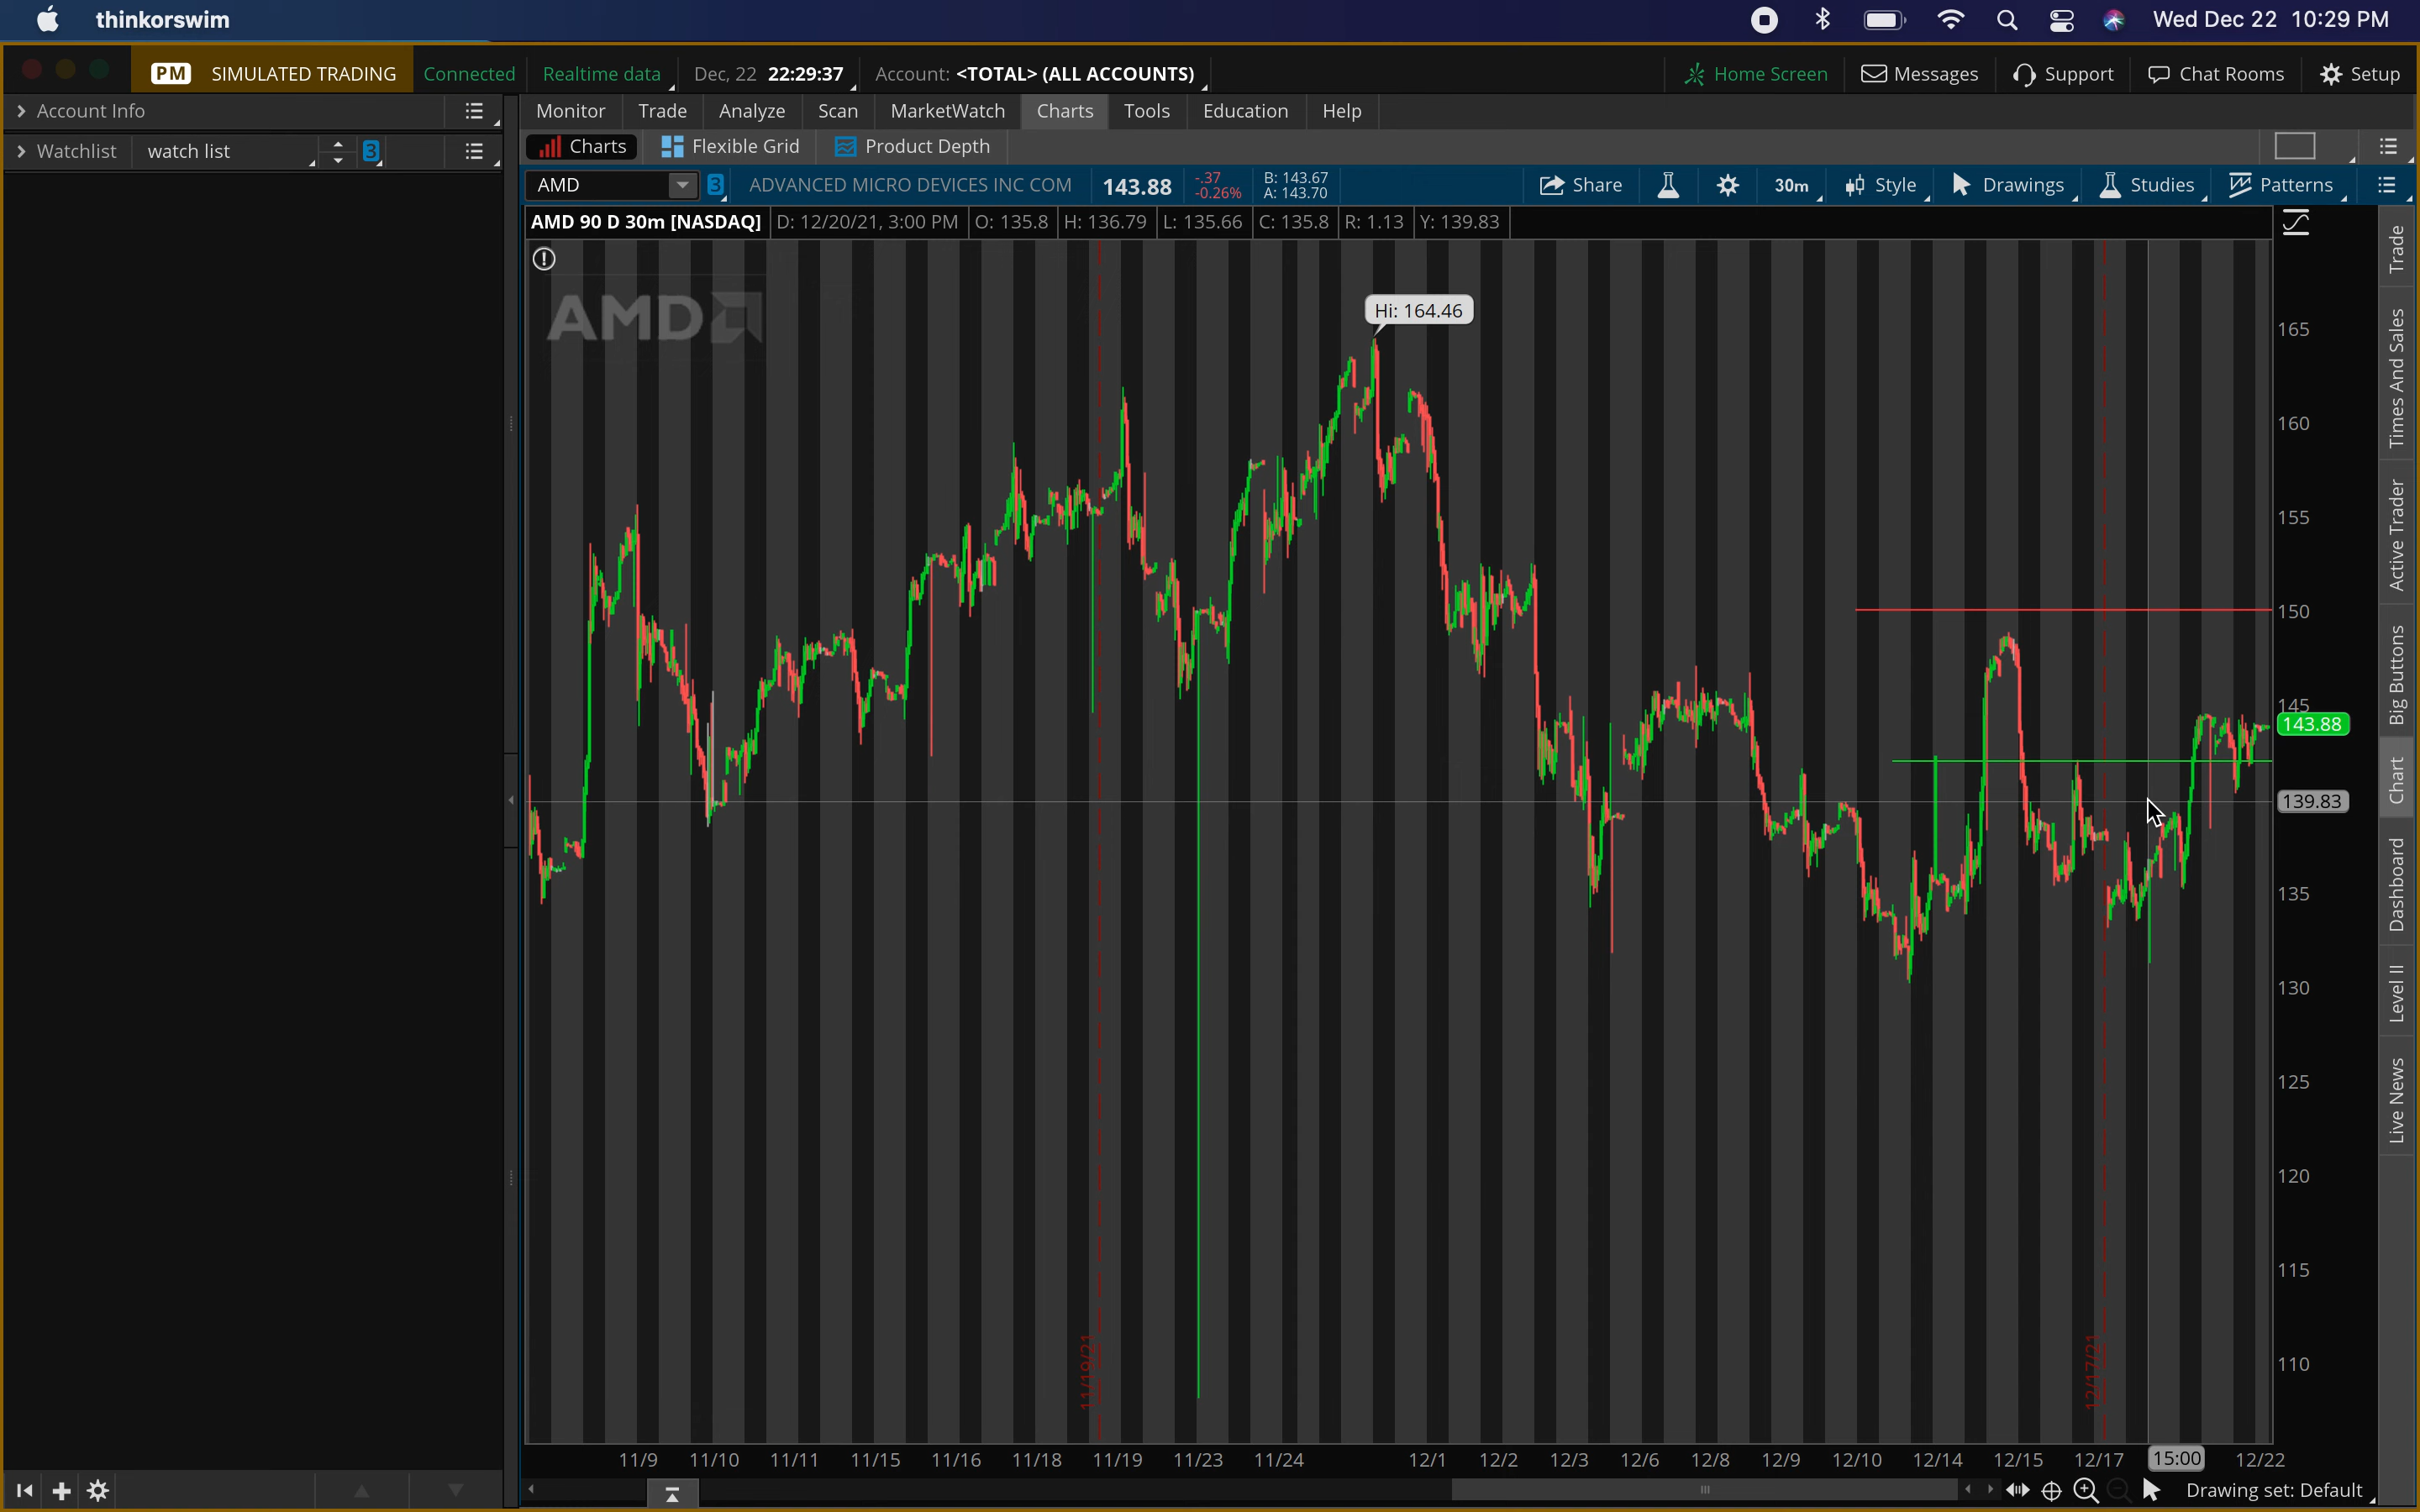 thinkorswim
Wed Dec 22 10:29 PM
PM SIMULATED TRADING Connected Realtime data Dec, 22 22:29:37 Account: <TOTAL> (ALL ACCOUNTS) Home Screen Messages Support Chat Rooms Setup
Account Info
Monitor Trade Analyze Scan MarketWatch Charts Tools Education Help
Watchlist watch list 3
Charts Flexible Grid Product Depth
AMD 3 ADVANCED MICRO DEVICES INC COM 143.88 -.37 -0.26% B: 143.67 A: 143.70 Share 30m Style Drawings Studies Patterns
AMD 90 D 30m [NASDAQ] D: 12/20/21, 3:00 PM O: 135.8 H: 136.79 L: 135.66 C: 135.8 R: 1.13 Y: 139.83
AMD
Hi: 164.46
165
160
155
150
145
143.88
139.83
135
130
125
120
115
110
11/19/21
12/17/21
11/9 11/10 11/11 11/15 11/16 11/18 11/19 11/23 11/24 12/1 12/2 12/3 12/6 12/8 12/9 12/10 12/14 12/15 12/17 15:00 12/22
Drawing set: Default
Trade
Times And Sales
Active Trader
Big Buttons
Chart
Dashboard
Level II
Live News